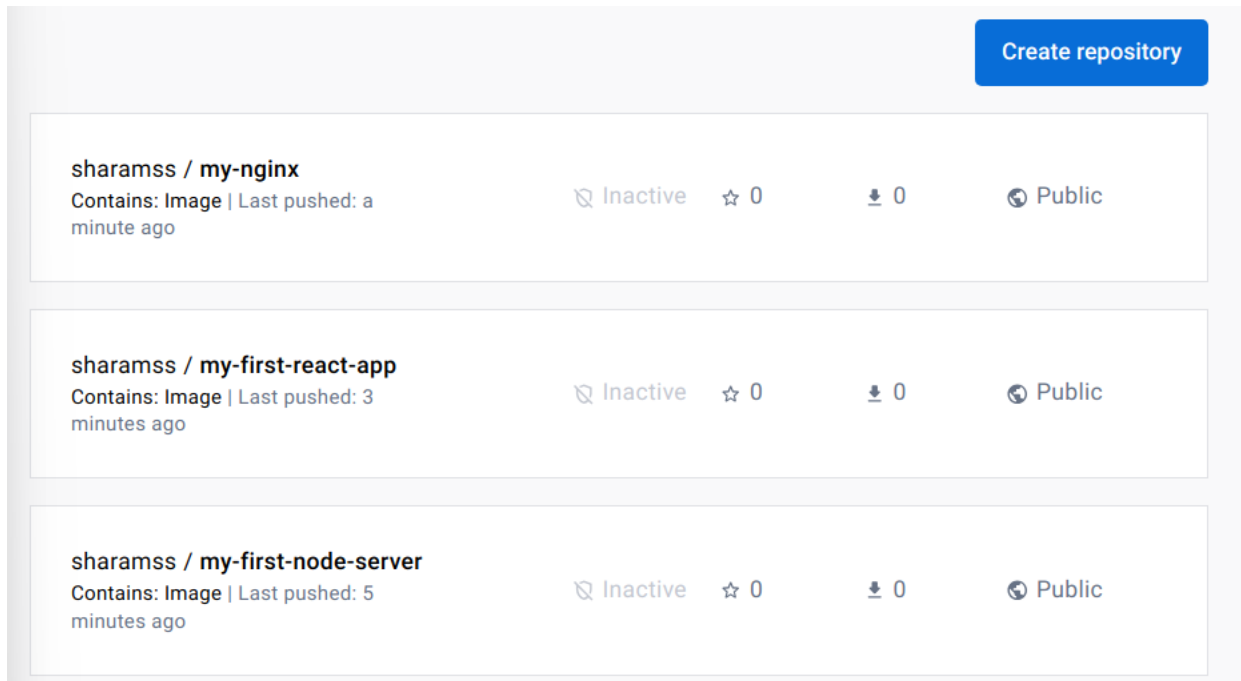 Create repository
sharamss / my-nginx
Contains: Image | Last pushed: a
minute ago
Inactive 0 0 Public
sharamss / my-first-react-app
Contains: Image | Last pushed: 3
minutes ago
Inactive 0 0 Public
sharamss / my-first-node-server
Contains: Image | Last pushed: 5
minutes ago
Inactive 0 0 Public